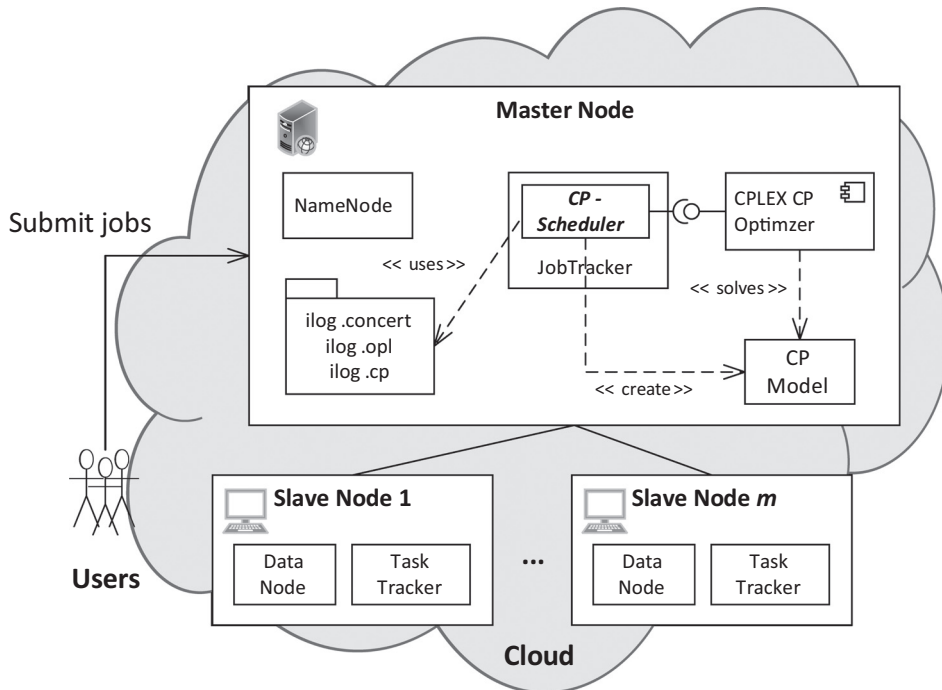 Master Node
NameNode
CP -
Scheduler
JobTracker
CPLEX CP
Optimzer
Submit jobs
<< uses >>
<< solves >>
ilog .concert
ilog .opl
ilog .cp
CP
Model
<< create >>
Users
Slave Node 1
Data
Node
Task
Tracker
...
Slave Node m
Data
Node
Task
Tracker
Cloud